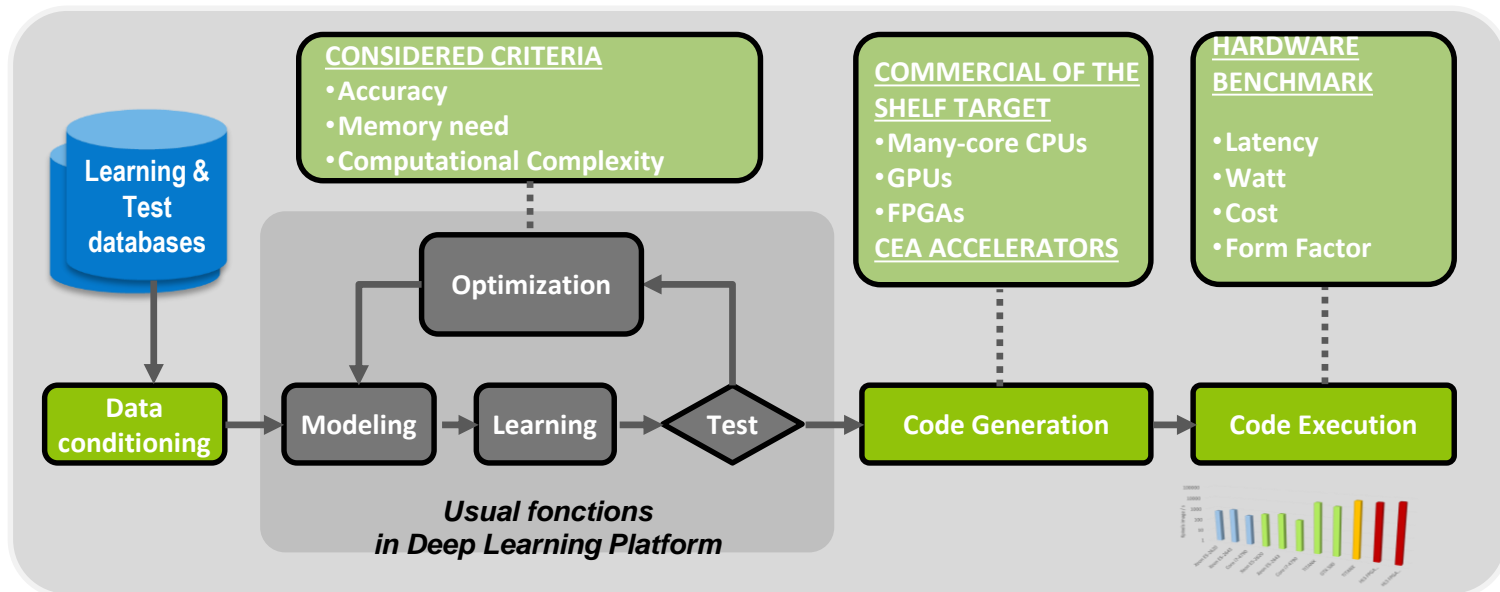 CONSIDERED CRITERIA
•Accuracy
•Memory need
•Computational Complexity
COMMERCIAL OF THE
SHELF TARGET
•Many-core CPUs
•GPUs
•FPGAs
CEA ACCELERATORS
HARDWARE
BENCHMARK
•Latency
•Watt
•Cost
•Form Factor
Learning &
Test
databases
Optimization
Data
conditioning
Modeling
Learning
Test
Code Generation
Code Execution
Usual fonctions
in Deep Learning Platform